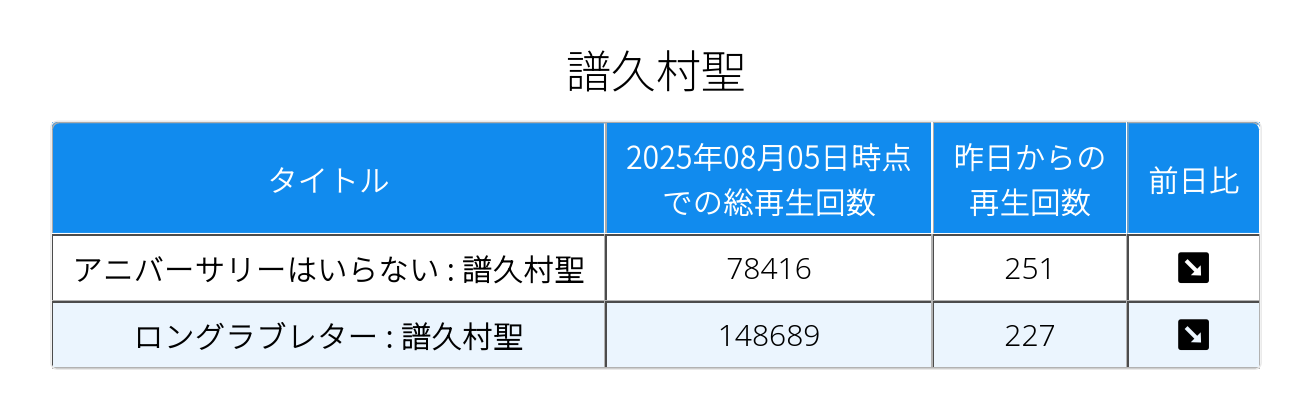 譜久村聖
タイトル
2025年08月05日時点
での総再生回数
昨日からの
再生回数
前日比
アニバーサリーはいらない : 譜久村聖
78416
251
ロングラブレター : 譜久村聖
148689
227